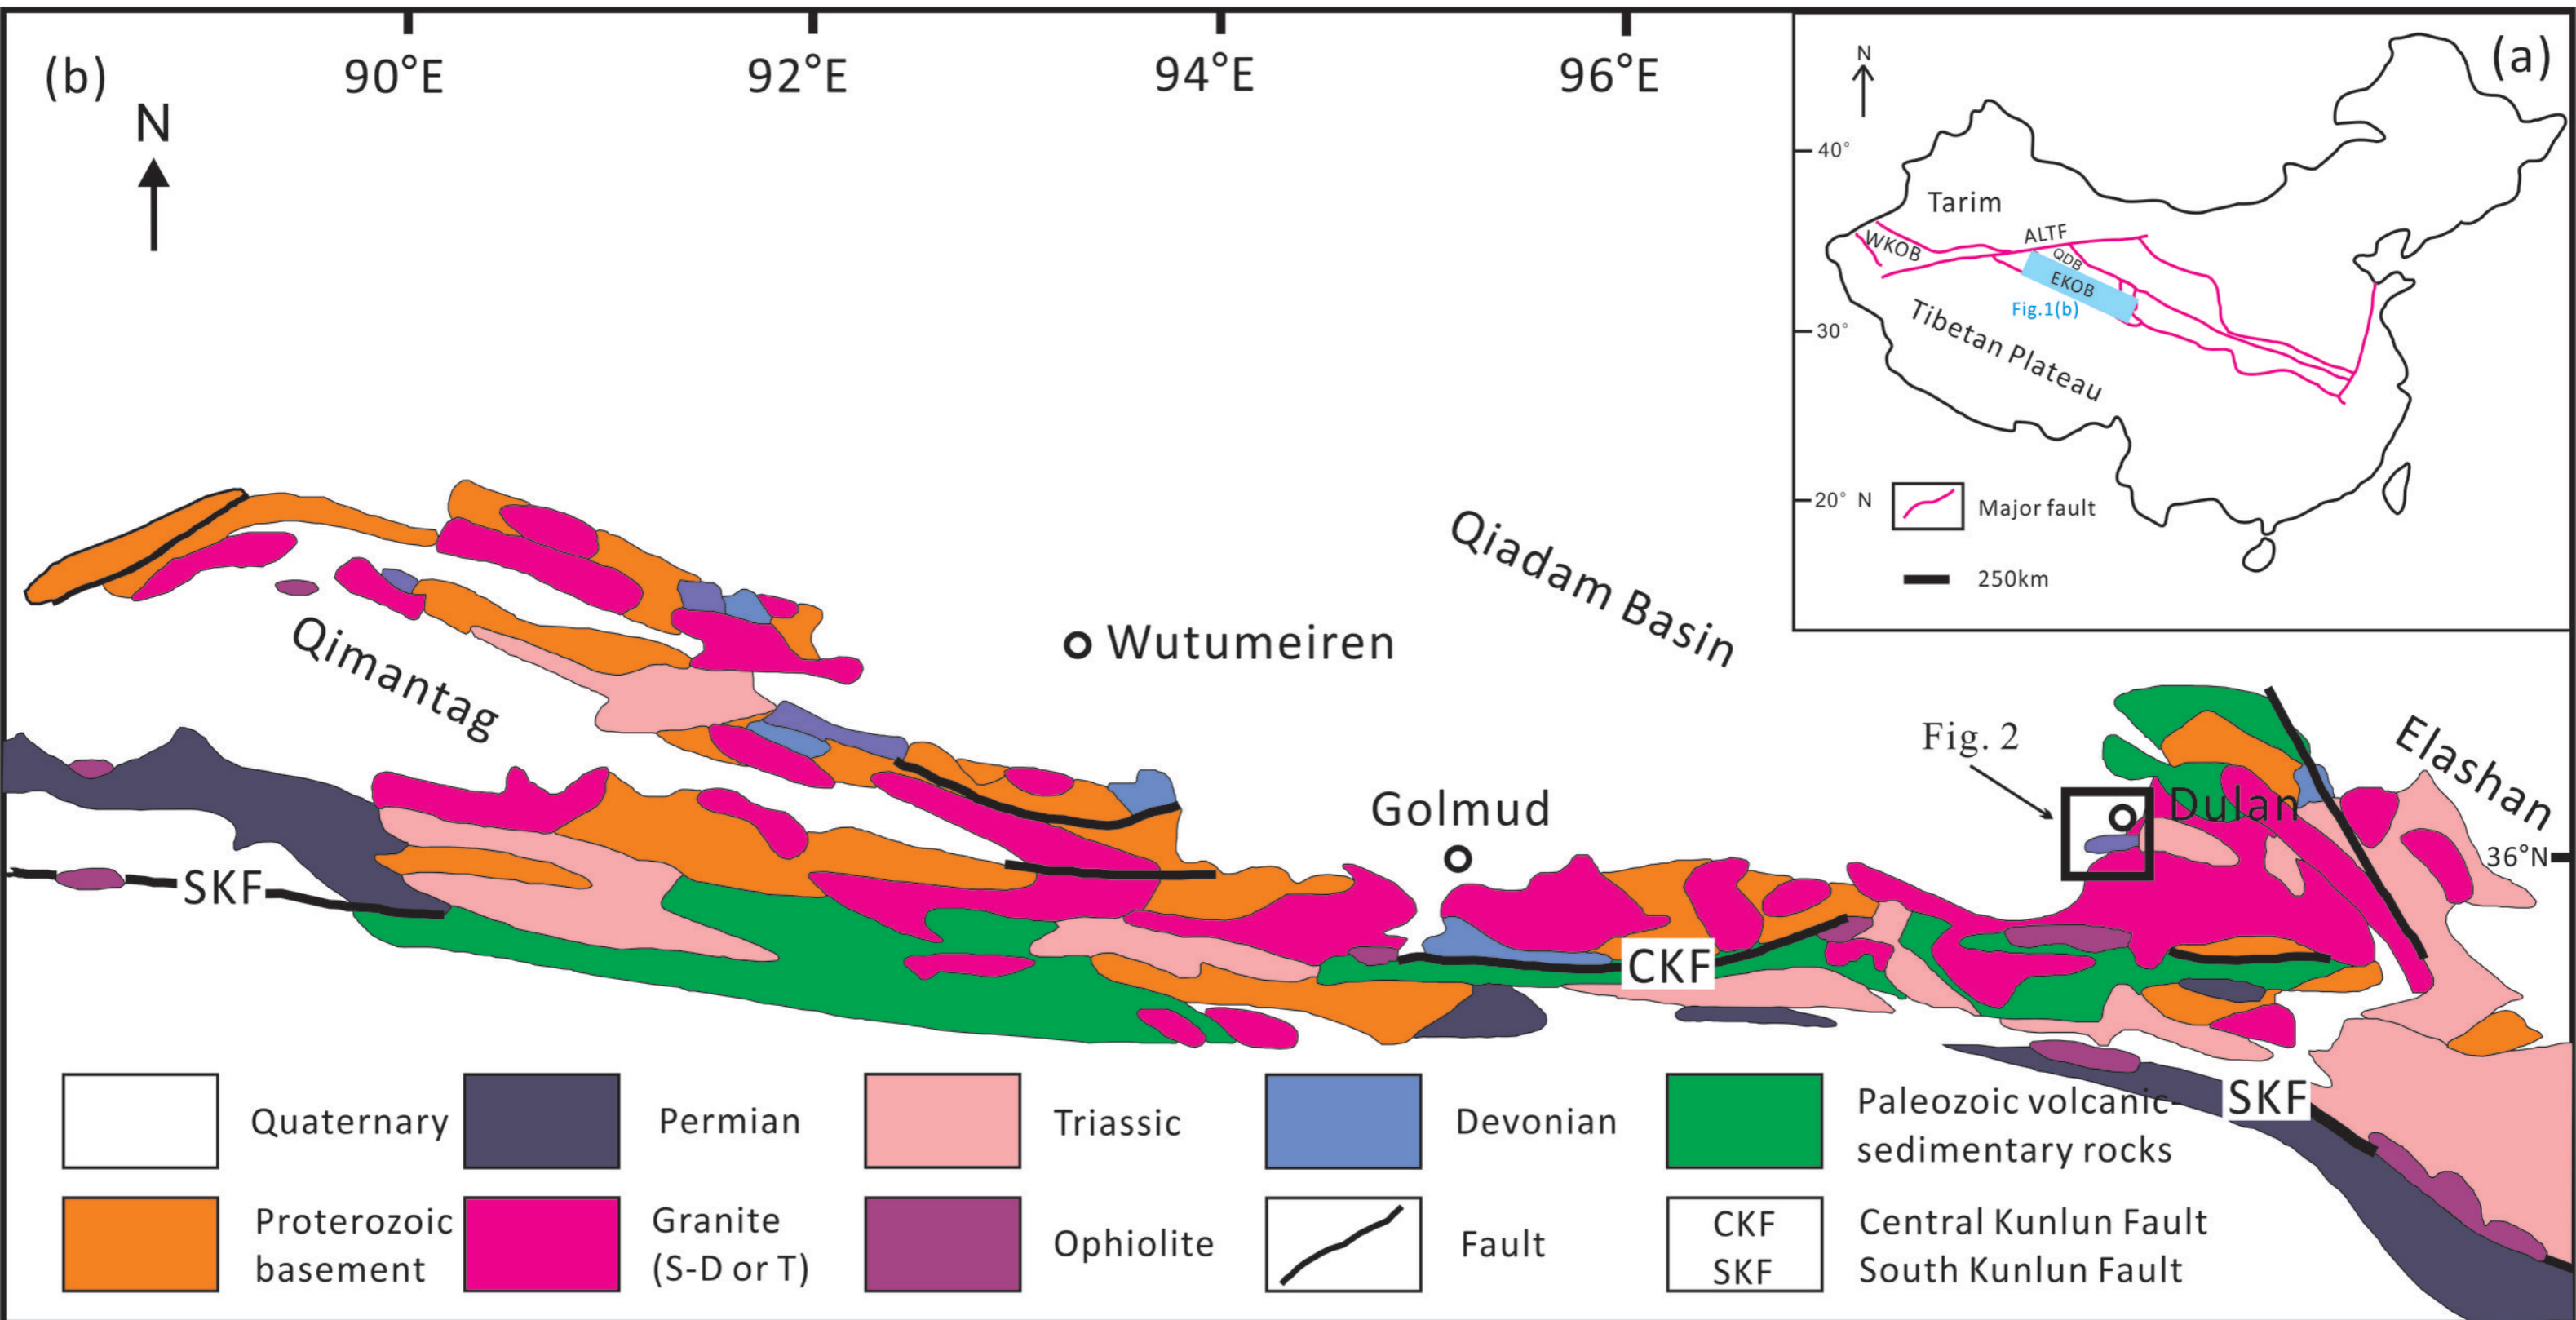 (b)
90°E
92°E
94°E
96°E
N
(a)
N
40°
30°
20° N
Tarim
WKOB
ALTF
QDB
EKOB
Fig.1(b)
Tibetan Plateau
Major fault
250km
Qiadam Basin
Wutumeiren
Qimantag
Fig. 2
Elashan
Dulan
Golmud
36°N
SKF
CKF
SKF
Quaternary
Permian
Triassic
Devonian
Paleozoic volcanic-
sedimentary rocks
Proterozoic
basement
Granite
(S-D or T)
Ophiolite
Fault
CKF
SKF
Central Kunlun Fault
South Kunlun Fault